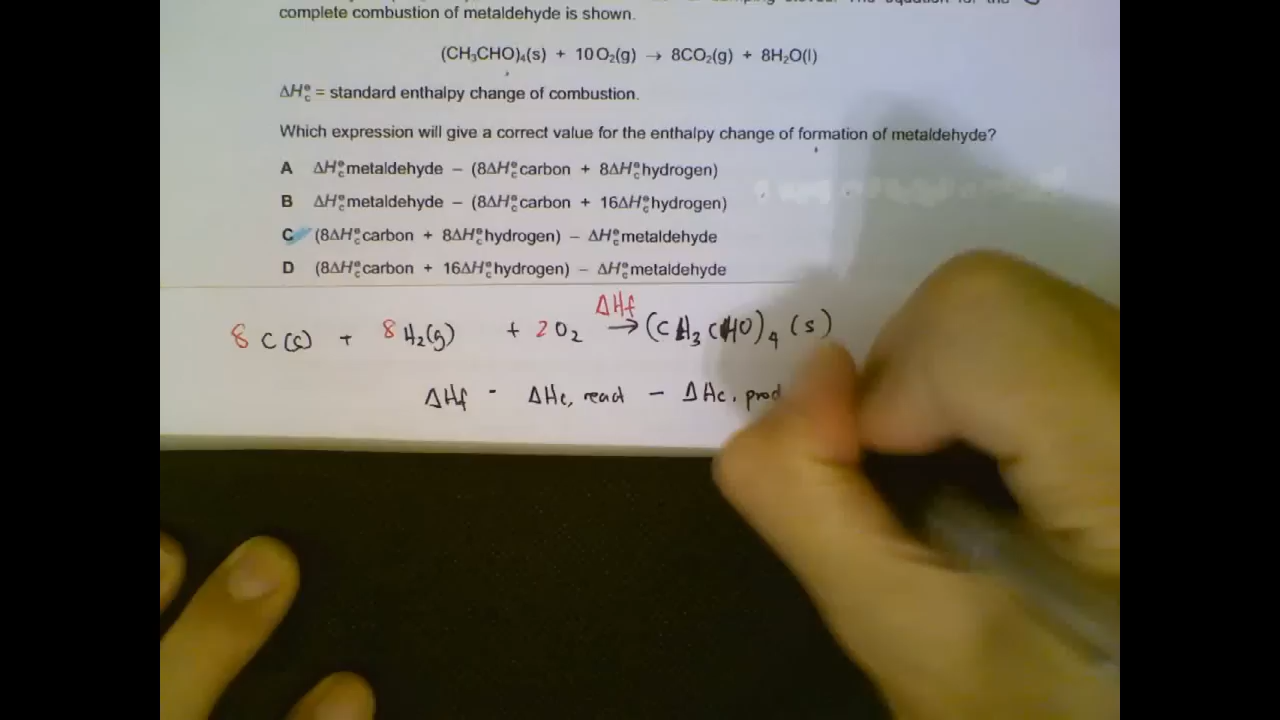 complete combustion of metaldehyde is shown.
(CH₃CHO)₄(s) + 10O₂(g) → 8CO₂(g) + 8H₂O(l)
ΔH⦵c = standard enthalpy change of combustion.
Which expression will give a correct value for the enthalpy change of formation of metaldehyde?
A ΔH⦵c metaldehyde – (8ΔH⦵c carbon + 8ΔH⦵c hydrogen)
B ΔH⦵c metaldehyde – (8ΔH⦵c carbon + 16ΔH⦵c hydrogen)
C (8ΔH⦵c carbon + 8ΔH⦵c hydrogen) – ΔH⦵c metaldehyde
D (8ΔH⦵c carbon + 16ΔH⦵c hydrogen) – ΔH⦵c metaldehyde
ΔHf
8 C(s) + 8 H₂(g) + 2O₂ → (CH₃CHO)₄ (s)
ΔHf - ΔHc, react – ΔHc, prod